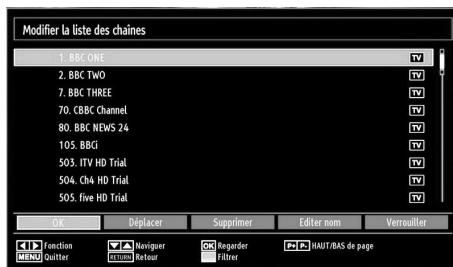 Modifier la liste des chaînes
1. BBC ONE TV
2. BBC TWO TV
7. BBC THREE TV
70. CBBC Channel TV
80. BBC NEWS 24 TV
105. BBCi TV
503. ITV HD Trial TV
504. Ch4 HD Trial TV
505. five HD Trial TV
OK Déplacer Supprimer Editer nom Verrouiller
Fonction Naviguer OK Regarder P+ P- HAUT/BAS de page
MENU Quitter RETURN Retour Filtrer